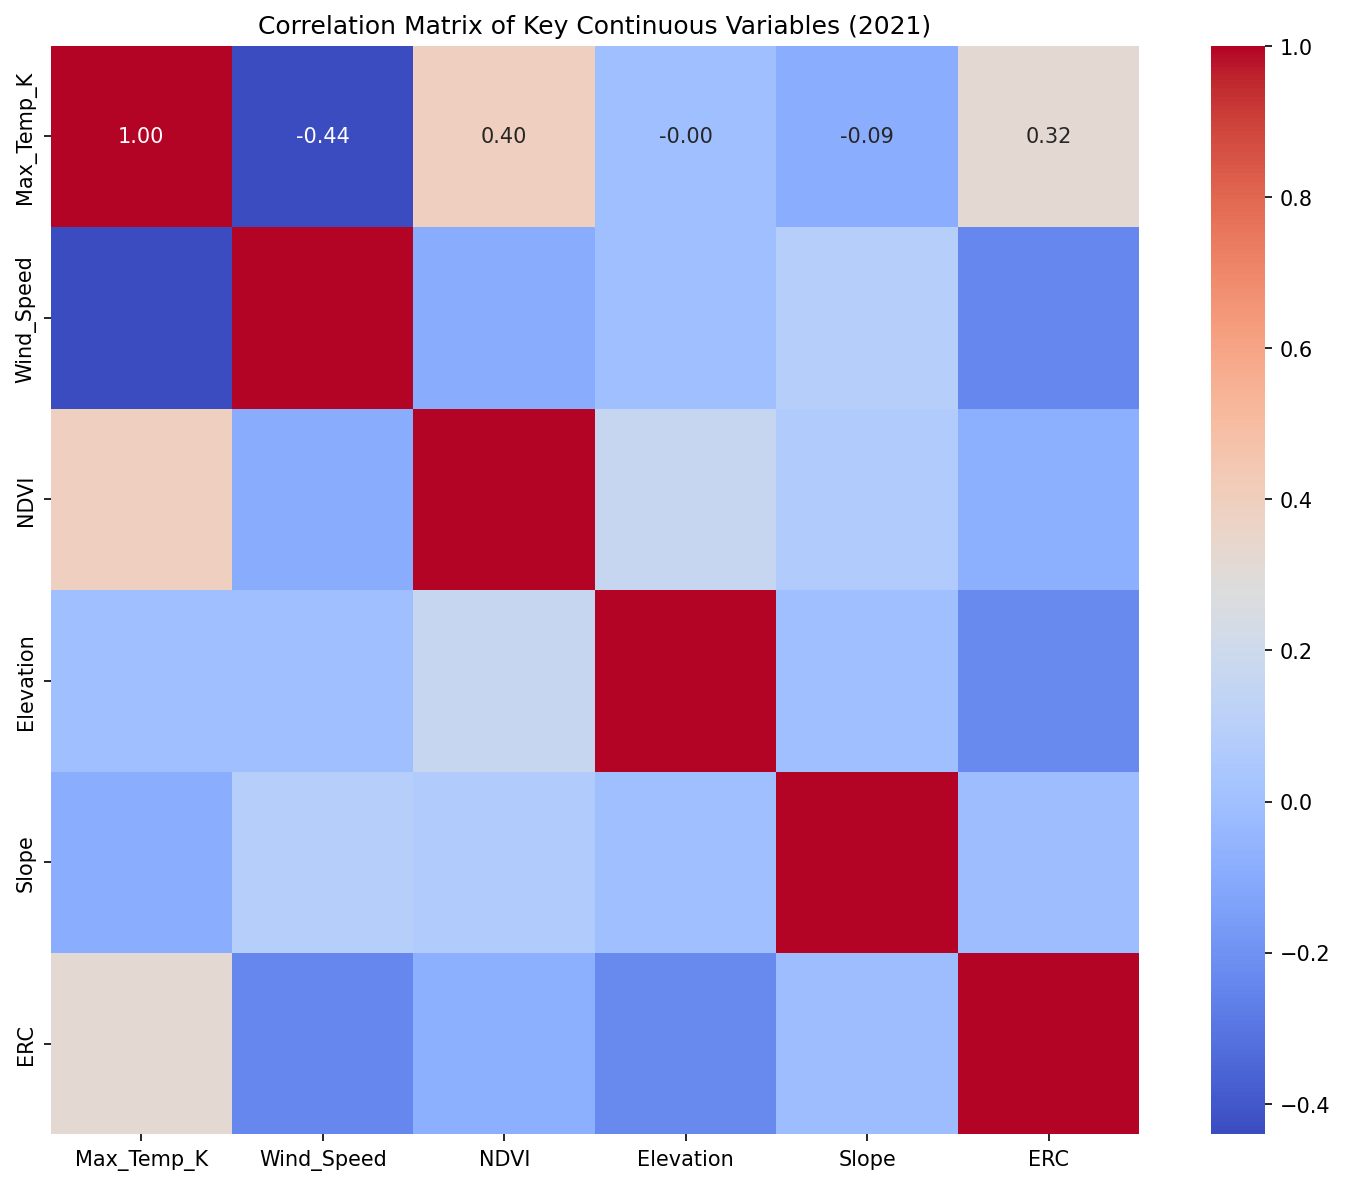 Correlation Matrix of Key Continuous Variables (2021)
Max_Temp_K
1.00 -0.44 0.40 -0.00 -0.09 0.32
Wind_Speed
NDVI
Elevation
Slope
ERC
Max_Temp_K Wind_Speed NDVI Elevation Slope ERC
1.0
0.8
0.6
0.4
0.2
0.0
−0.2
−0.4